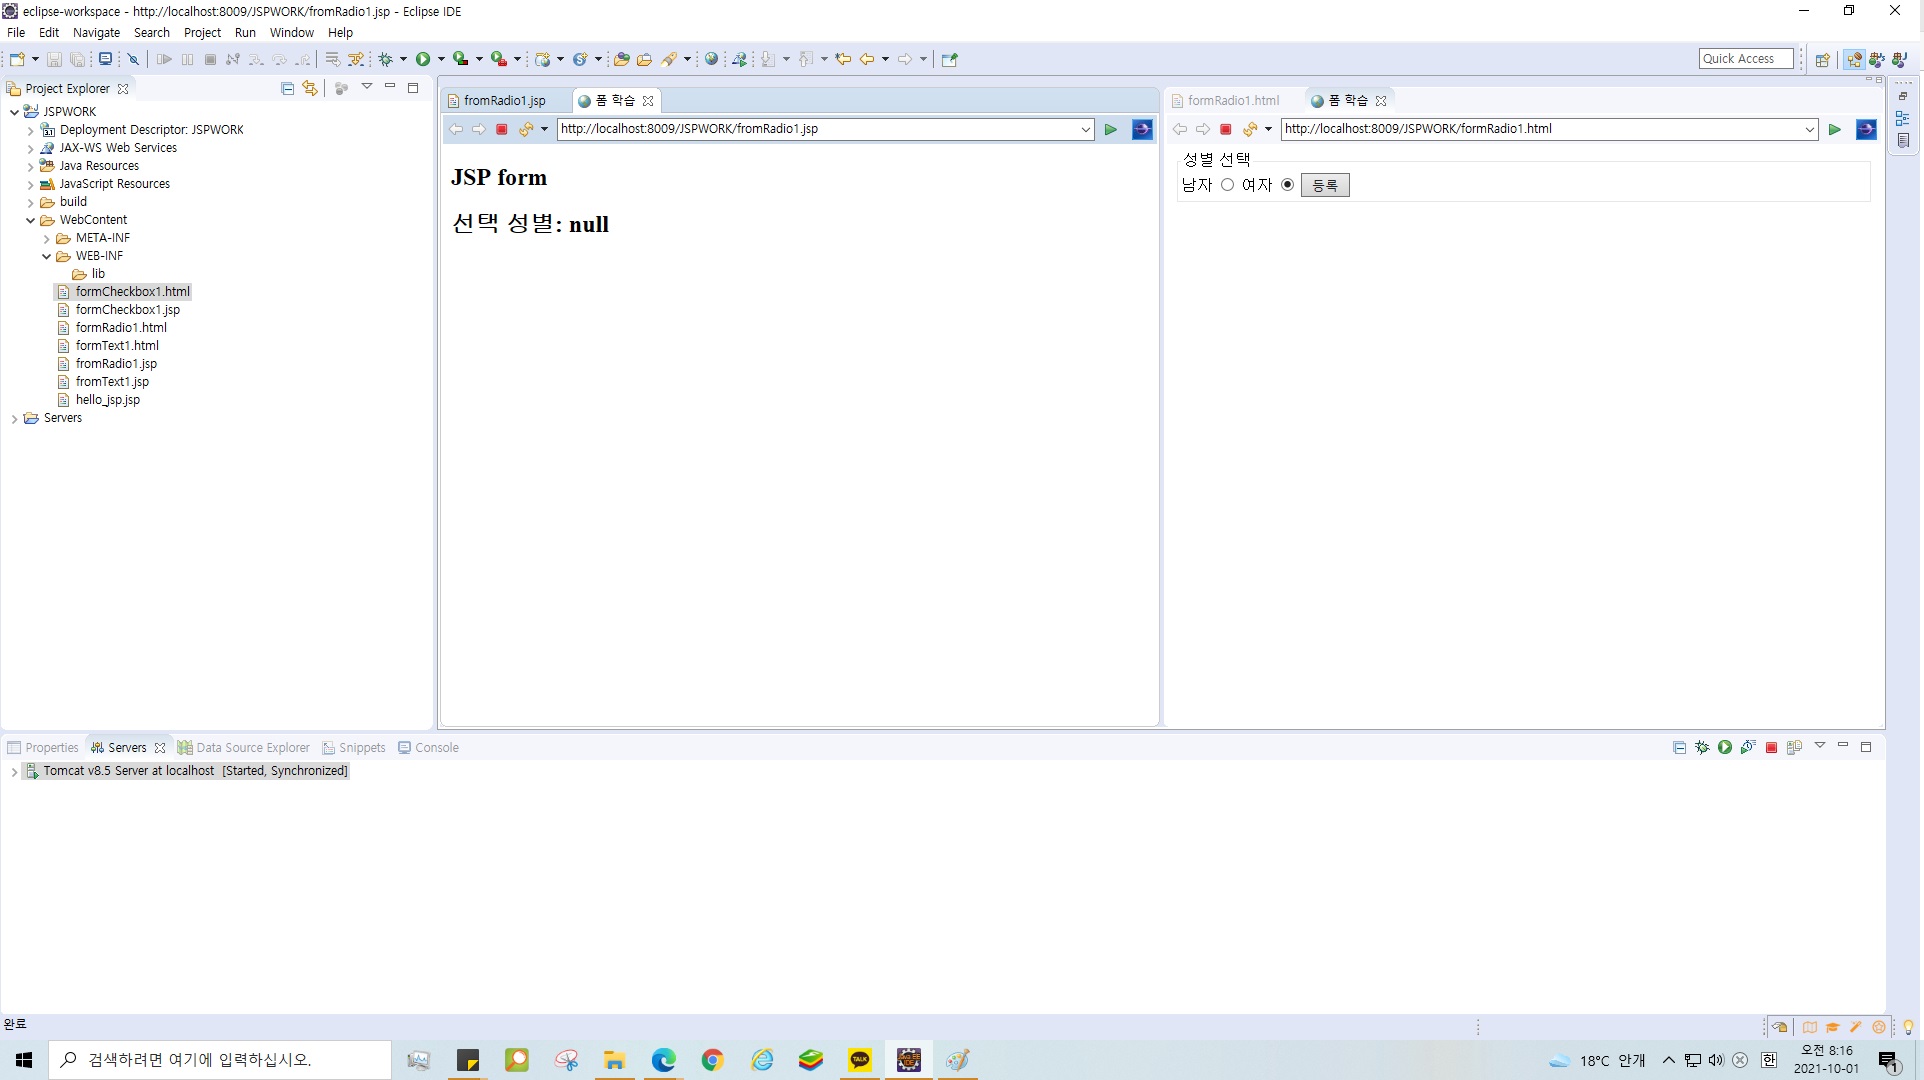 eclipse-workspace - http://localhost:8009/JSPWORK/fromRadio1.jsp - Eclipse IDE
File Edit Navigate Search Project Run Window Help
Quick Access
Project Explorer
JSPWORK
Deployment Descriptor: JSPWORK
JAX-WS Web Services
Java Resources
JavaScript Resources
build
WebContent
META-INF
WEB-INF
lib
formCheckbox1.html
formCheckbox1.jsp
formRadio1.html
formText1.html
fromRadio1.jsp
fromText1.jsp
hello_jsp.jsp
Servers
fromRadio1.jsp 폼 학습
http://localhost:8009/JSPWORK/fromRadio1.jsp
JSP form
선택 성별: null
formRadio1.html 폼 학습
http://localhost:8009/JSPWORK/formRadio1.html
성별 선택
남자 여자 등록
Properties Servers Data Source Explorer Snippets Console
Tomcat v8.5 Server at localhost [Started, Synchronized]
완료
검색하려면 여기에 입력하십시오.
TALK
18°C 안개
한
오전 8:16
2021-10-01
1